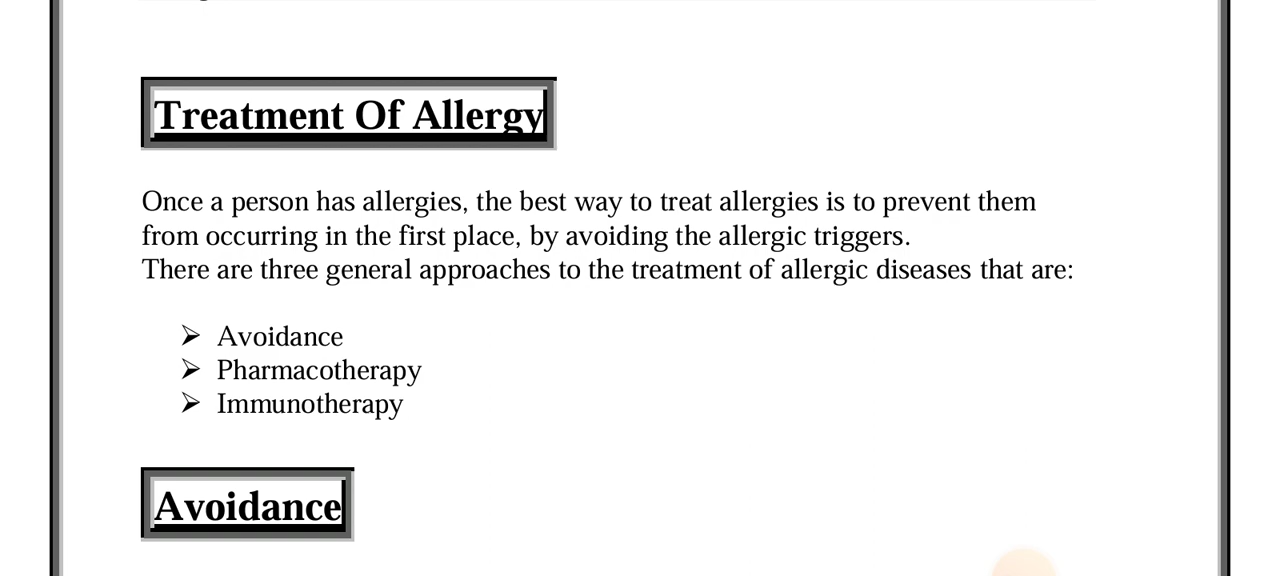 Treatment Of Allergy
Once a person has allergies, the best way to treat allergies is to prevent them
from occurring in the first place, by avoiding the allergic triggers.
There are three general approaches to the treatment of allergic diseases that are:
➢ Avoidance
➢ Pharmacotherapy
➢ Immunotherapy
Avoidance